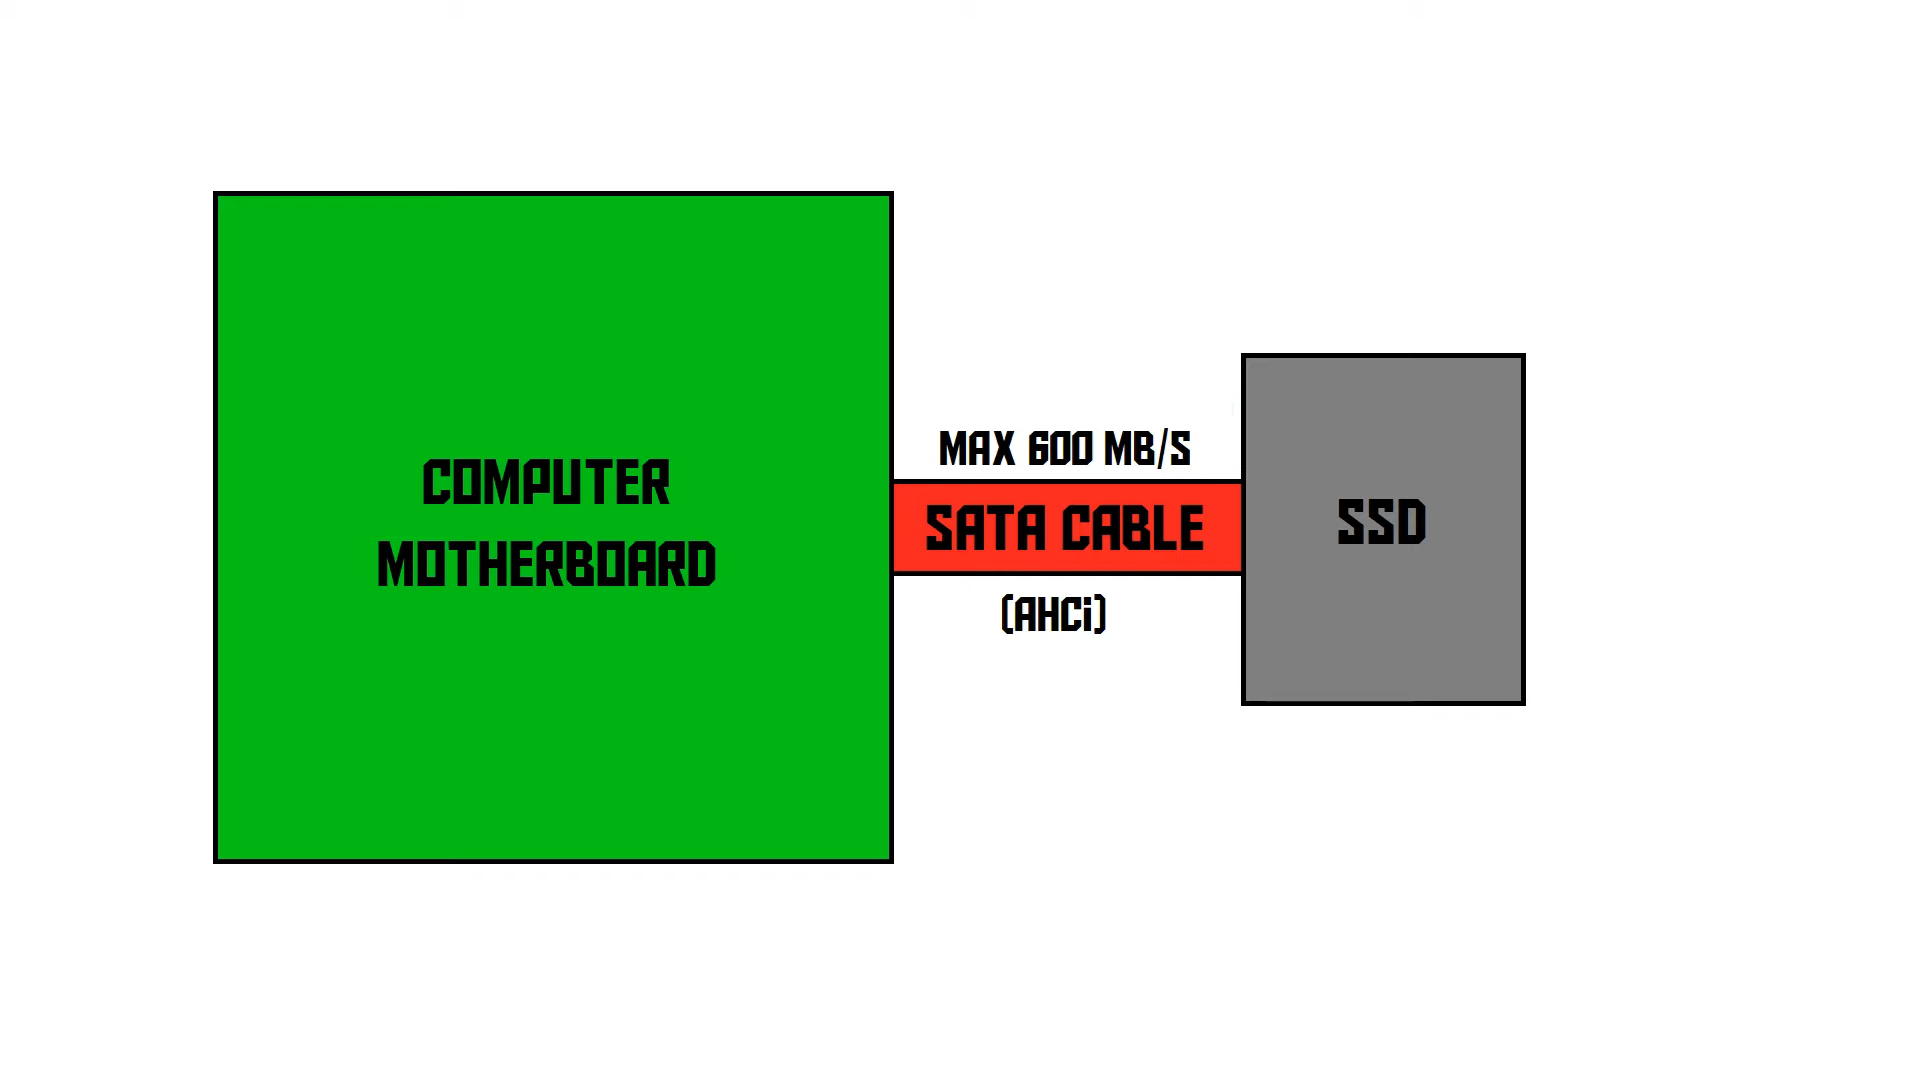 COMPUTER
MOTHERBOARD
MAX 600 MB/S
SATA CABLE
(AHCi)
SSD